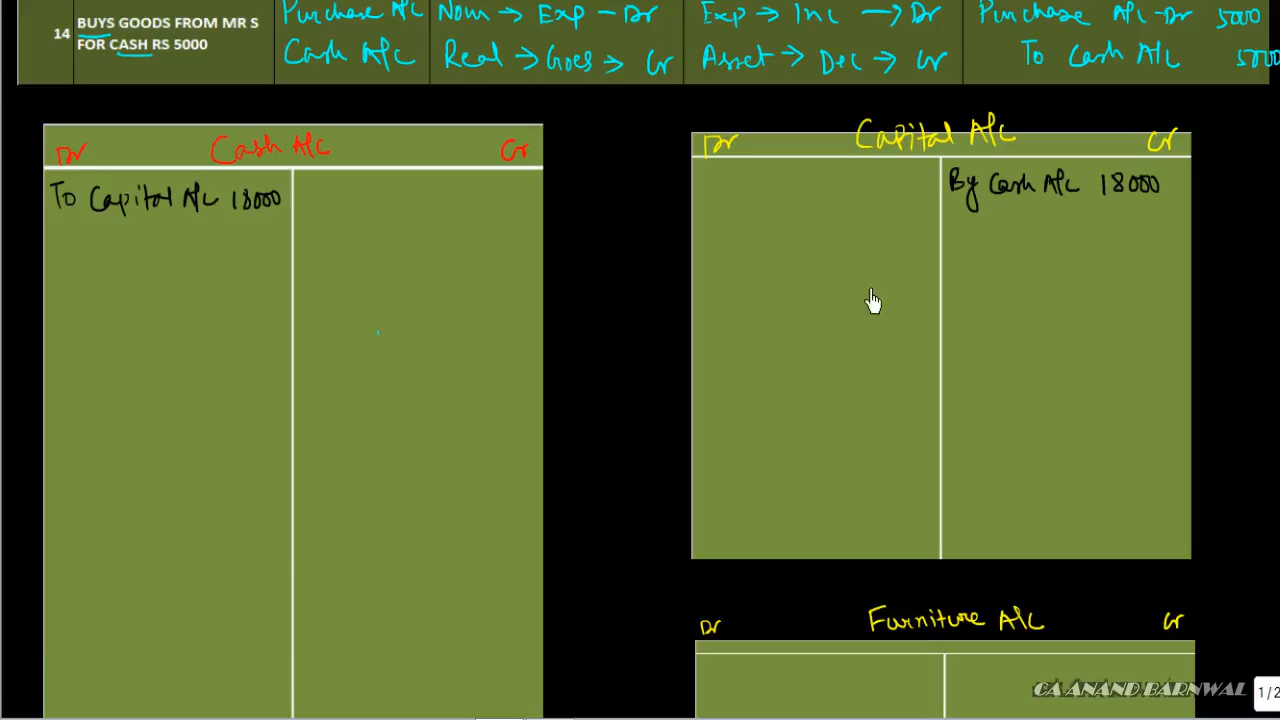 14 BUYS GOODS FROM MR S FOR CASH RS 5000
Purchase A/c Nom → Exp - Dr Exp → Inc → Dr Purchase A/c - Dr 5000
Cash A/c Real → Goes → Cr Asset → Dec → Cr To Cash A/c 5000
Dr Cash A/c Cr
To Capital A/c 18000
Dr Capital A/c Cr
By Cash A/c 18000
Dr Furniture A/c Cr
CA ANAND BARNWAL
1/2